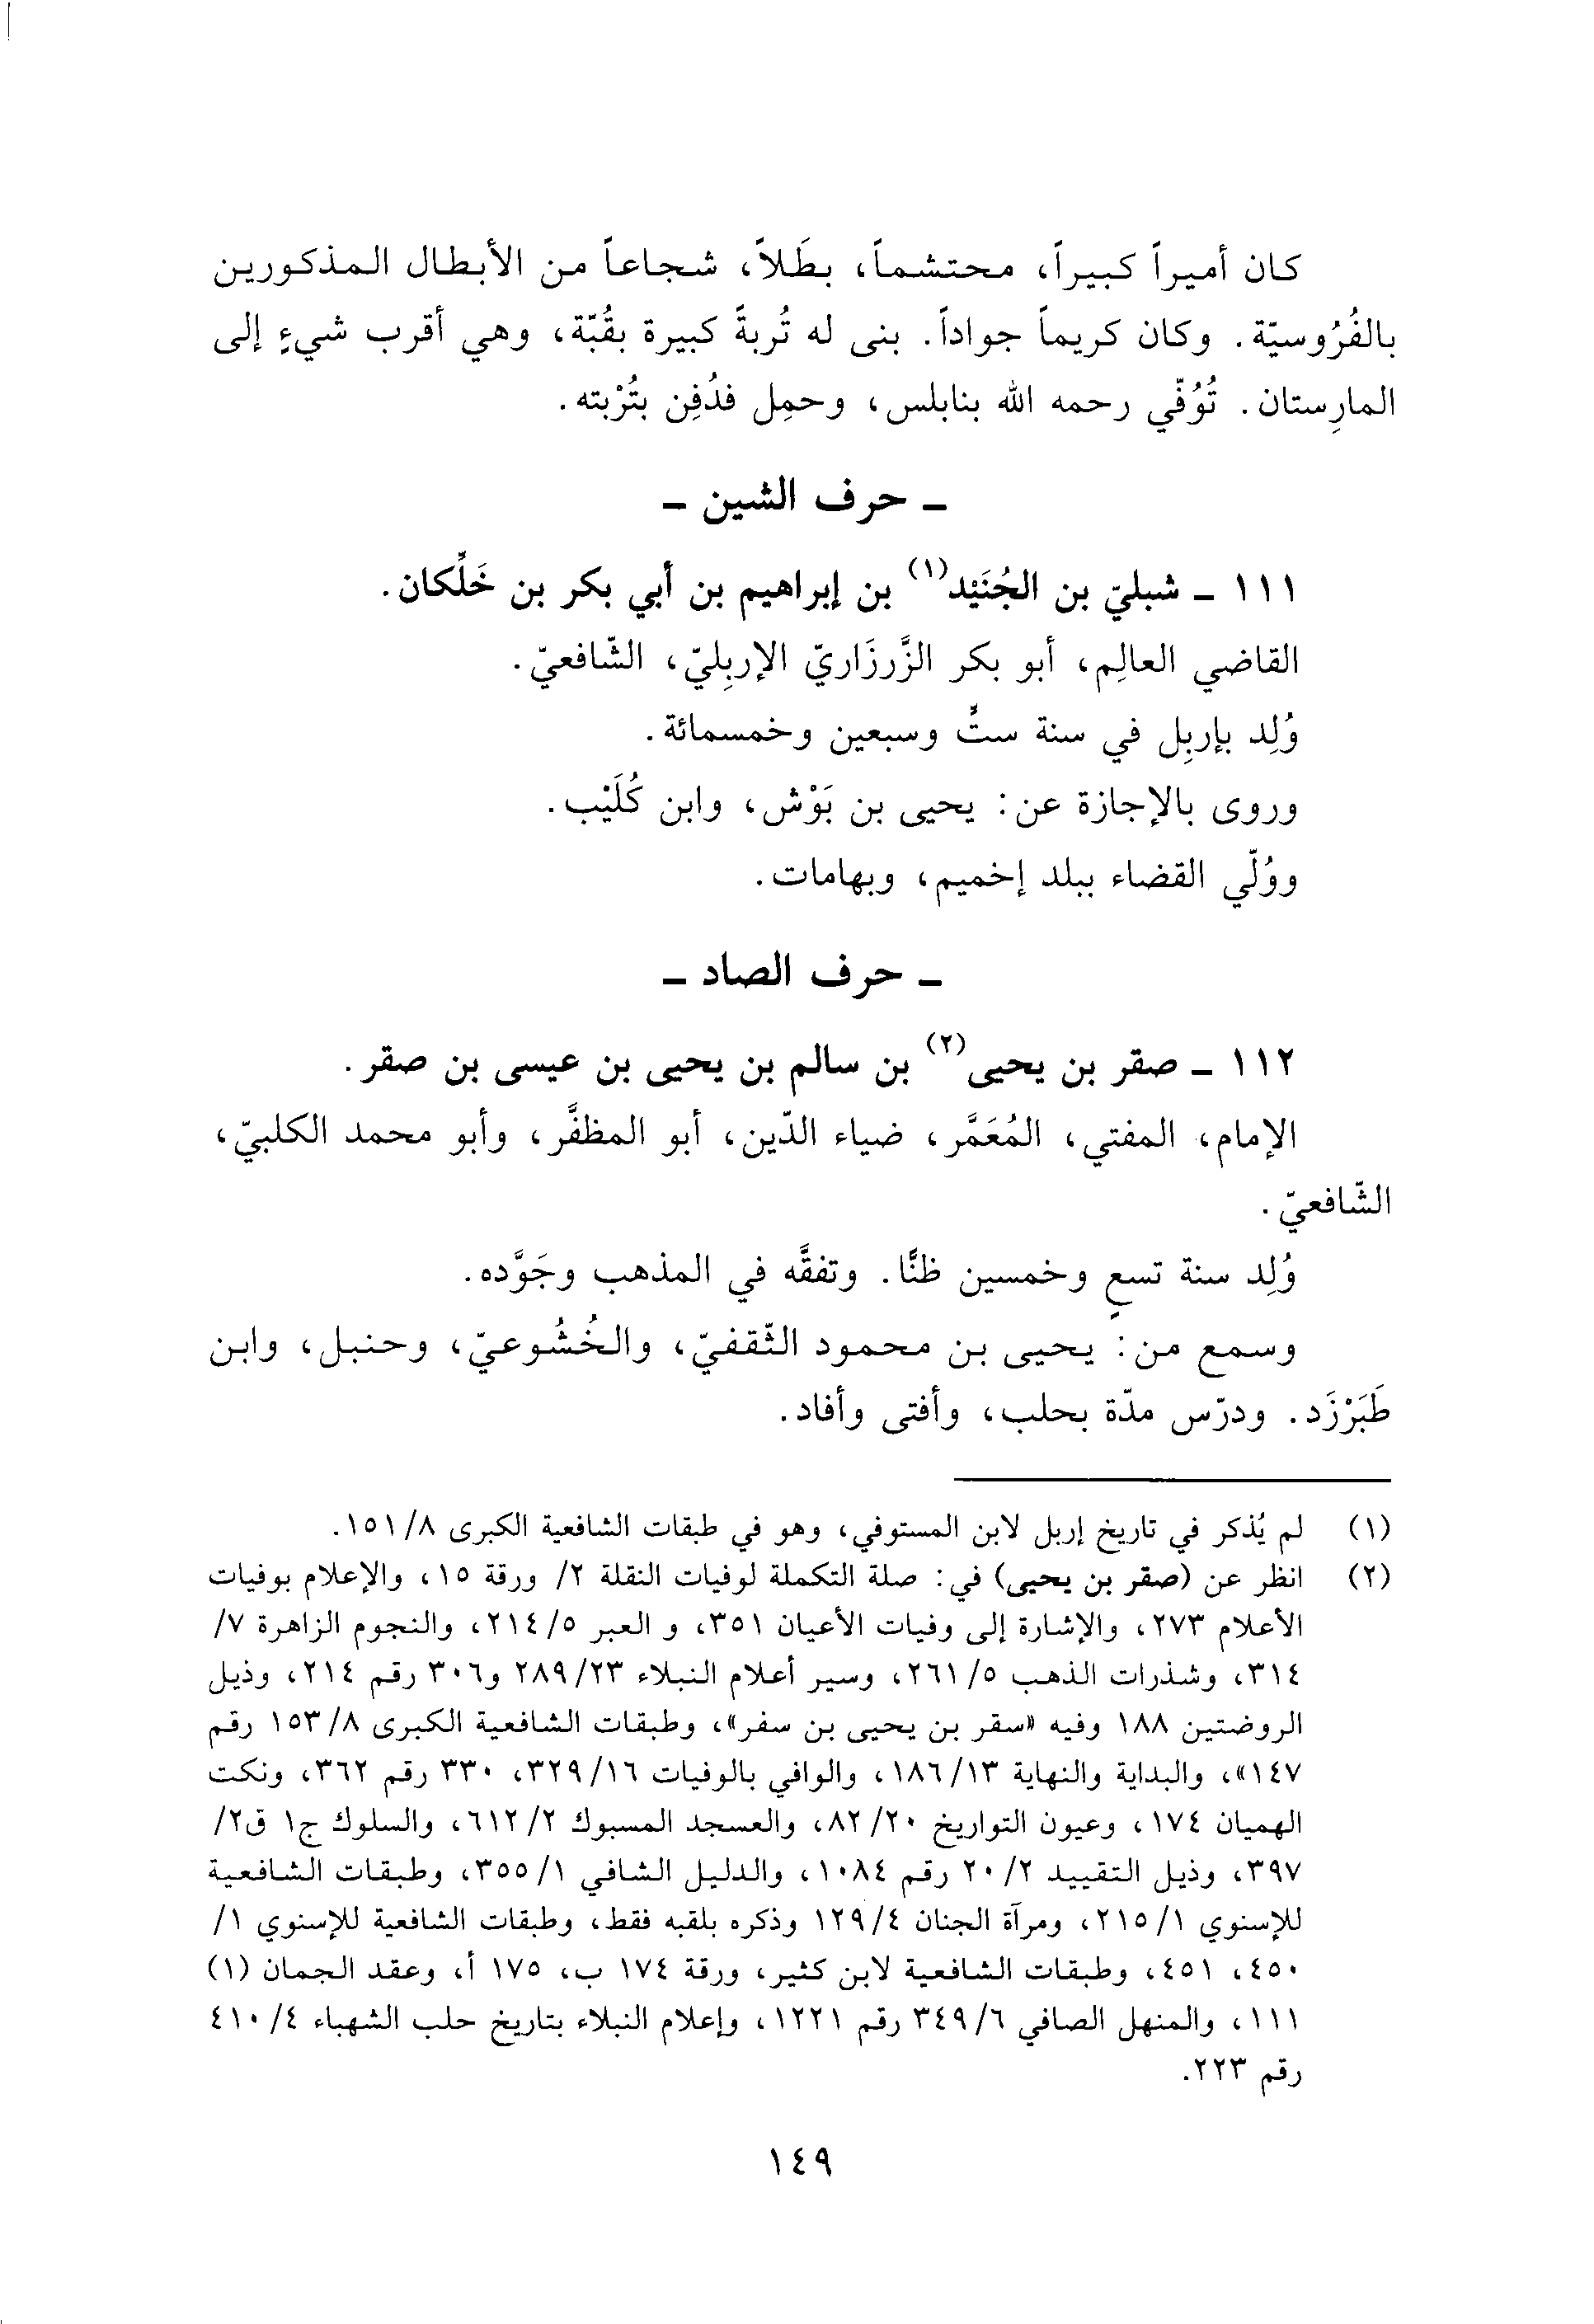 كان أميراً كبيراً، محتشماً، بطَلاً، شجاعاً من الأبطال المذكورين
بالفُرُوسيّة. وكان كريماً جواداً. بنى له تُربةً كبيرة بقُبّة، وهي أقرب شيءٍ إلى
المارِستان. تُوُفّي رحمه الله بنابلس، وحمِل فدُفِن بتُرْبته.
ـ حرف الشين ـ
١١١ ـ شبليّ بن الجُنَيْد(١) بن إبراهيم بن أبي بكر بن خَلِّكان.
القاضي العالِم، أبو بكر الزَّرزَاريّ الإربِليّ، الشّافعيّ.
وُلِد بإربِل في سنة ستٍّ وسبعين وخمسمائة.
وروى بالإجازة عن: يحيى بن بَوْش، وابن كُلَيْب.
ووُلّي القضاء ببلد إخميم، وبهامات.
ـ حرف الصاد ـ
١١٢ ـ صقر بن يحيى(٢) بن سالم بن يحيى بن عيسى بن صقر.
الإمام، المفتي، المُعَمَّر، ضياء الدّين، أبو المظفَّر، وأبو محمد الكلبيّ،
الشّافعيّ.
وُلِد سنة تسعٍ وخمسين ظنًّا. وتفقَّه في المذهب وجَوَّده.
وسمع من: يحيى بن محمود الثّقفيّ، والخُشُوعيّ، وحنبل، وابن
طَبَرْزَد. ودرّس مدّة بحلب، وأفتى وأفاد.
(١) لم يُذكر في تاريخ إربل لابن المستوفي، وهو في طبقات الشافعية الكبرى ٨/ ١٥١.
(٢) انظر عن (صقر بن يحيى) في: صلة التكملة لوفيات النقلة ٢/ ورقة ١٥، والإعلام بوفيات
الأعلام ٢٧٣، والإشارة إلى وفيات الأعيان ٣٥١، و العبر ٥/ ٢١٤، والنجوم الزاهرة ٧/
٣١٤، وشذرات الذهب ٥/ ٢٦١، وسير أعلام النبلاء ٢٣/ ٢٨٩ و٣٠٦ رقم ٢١٤، وذيل
الروضتين ١٨٨ وفيه «سقر بن يحيى بن سفر»، وطبقات الشافعية الكبرى ٨/ ١٥٣ رقم
١٤٧»، والبداية والنهاية ١٣/ ١٨٦، والوافي بالوفيات ١٦/ ٣٢٩، ٣٣٠ رقم ٣٦٢، ونكت
الهميان ١٧٤، وعيون التواريخ ٢٠/ ٨٢، والعسجد المسبوك ٢/ ٦١٢، والسلوك ج١ ق٢/
٣٩٧، وذيل التقييد ٢/ ٢٠ رقم ١٠٨٤، والدليل الشافي ١/ ٣٥٥، وطبقات الشافعية
للإسنوي ١/ ٢١٥، ومرآة الجنان ٤/ ١٢٩ وذكره بلقبه فقط، وطبقات الشافعية للإسنوي ١/
٤٥٠، ٤٥١، وطبقات الشافعية لابن كثير، ورقة ١٧٤ ب، ١٧٥ أ، وعقد الجمان (١)
١١١، والمنهل الصافي ٦/ ٣٤٩ رقم ١٢٢١، وإعلام النبلاء بتاريخ حلب الشهباء ٤/ ٤١٠
رقم ٢٢٣.
١٤٩